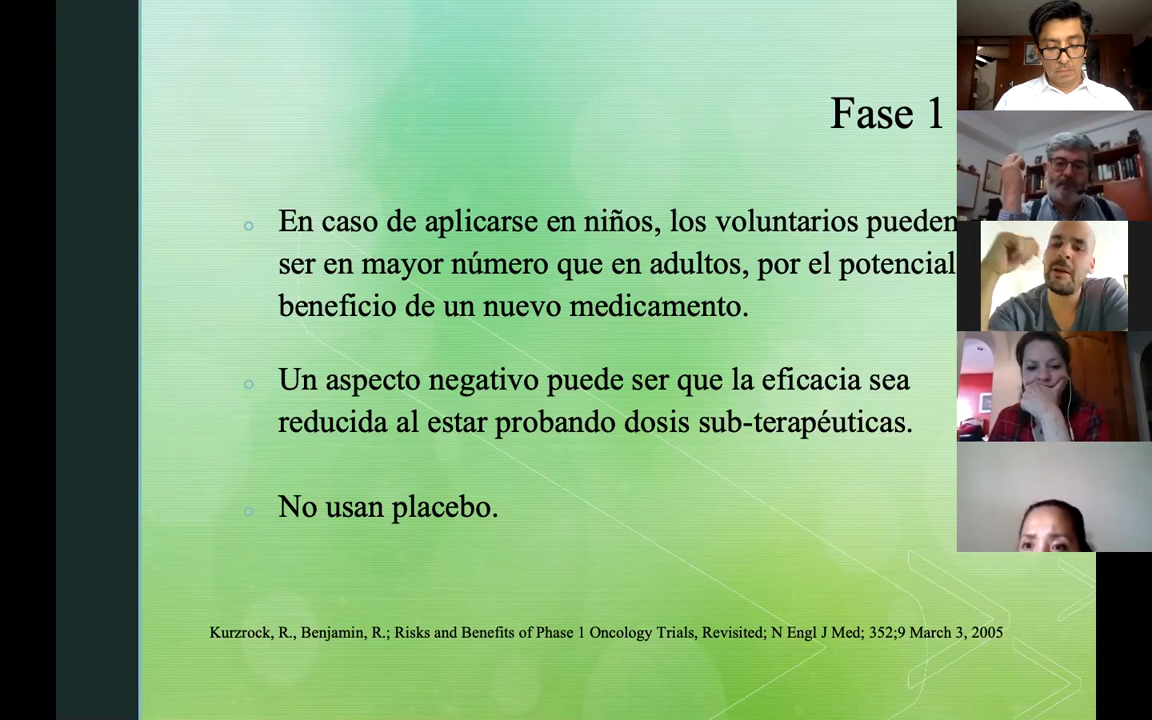 Fase 1
En caso de aplicarse en niños, los voluntarios pueden
ser en mayor número que en adultos, por el potencial
beneficio de un nuevo medicamento.
Un aspecto negativo puede ser que la eficacia sea
reducida al estar probando dosis sub-terapéuticas.
No usan placebo.
Kurzrock, R., Benjamin, R.; Risks and Benefits of Phase 1 Oncology Trials, Revisited; N Engl J Med; 352;9 March 3, 2005